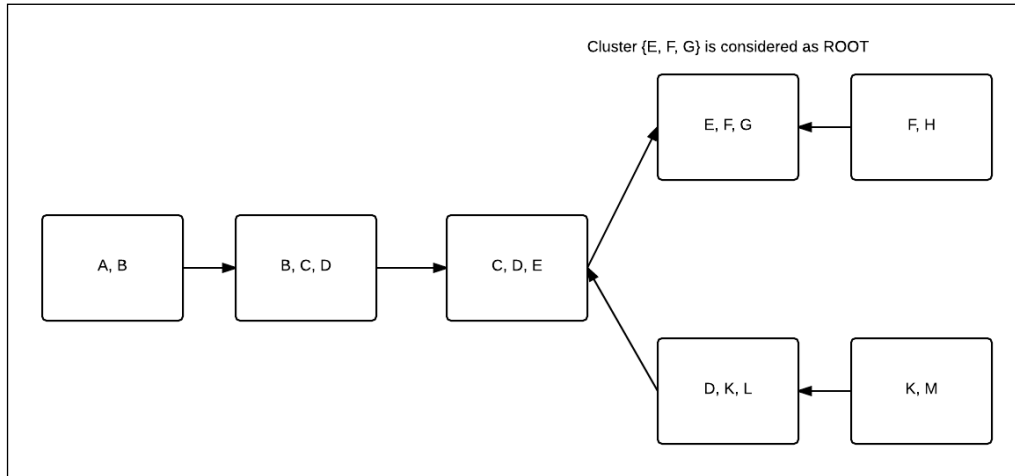 Cluster {E, F, G} is considered as ROOT
E, F, G
F, H
A, B
B, C, D
C, D, E
D, K, L
K, M